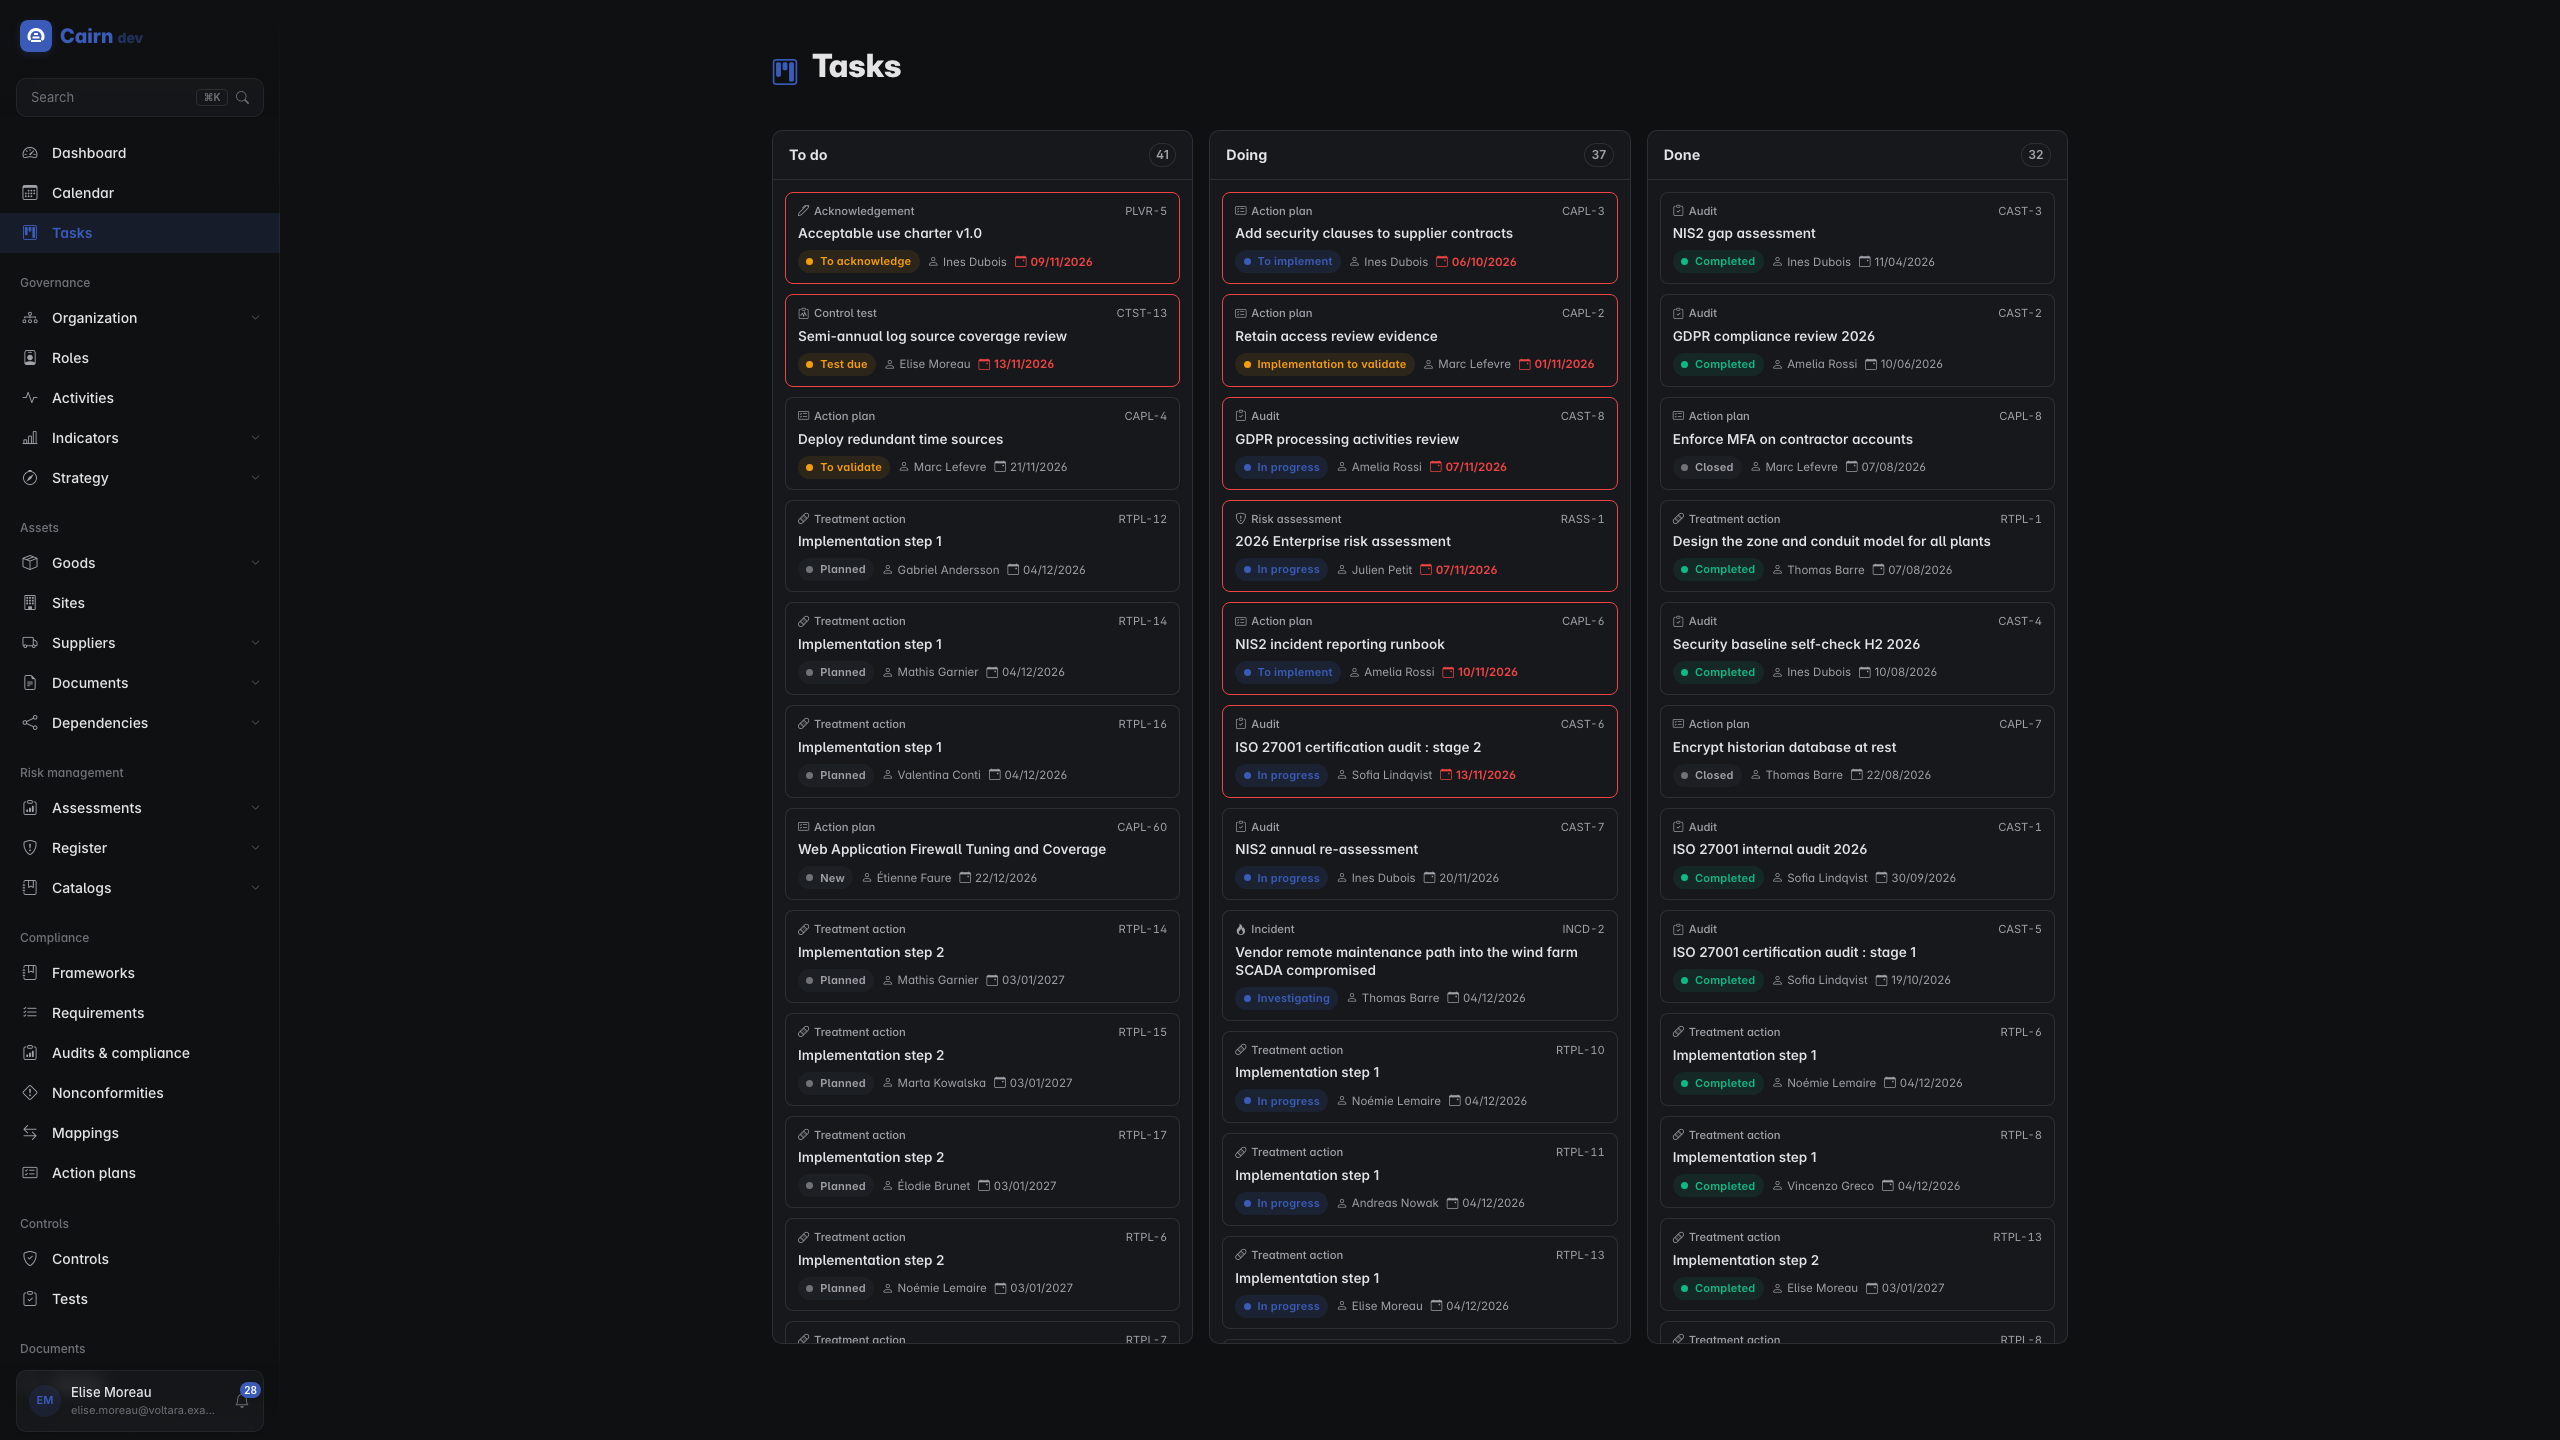 Cairn dev
Search ⌘K
Dashboard
Calendar
Tasks
Governance
Organization
Roles
Activities
Indicators
Strategy
Assets
Goods
Sites
Suppliers
Documents
Dependencies
Risk management
Assessments
Register
Catalogs
Compliance
Frameworks
Requirements
Audits & compliance
Nonconformities
Mappings
Action plans
Controls
Controls
Tests
Documents
EM
Elise Moreau
elise.moreau@voltara.exa...
28
Tasks
To do 41
Acknowledgement PLVR-5
Acceptable use charter v1.0
To acknowledge Ines Dubois 09/11/2026
Control test CTST-13
Semi-annual log source coverage review
Test due Elise Moreau 13/11/2026
Action plan CAPL-4
Deploy redundant time sources
To validate Marc Lefevre 21/11/2026
Treatment action RTPL-12
Implementation step 1
Planned Gabriel Andersson 04/12/2026
Treatment action RTPL-14
Implementation step 1
Planned Mathis Garnier 04/12/2026
Treatment action RTPL-16
Implementation step 1
Planned Valentina Conti 04/12/2026
Action plan CAPL-60
Web Application Firewall Tuning and Coverage
New Étienne Faure 22/12/2026
Treatment action RTPL-14
Implementation step 2
Planned Mathis Garnier 03/01/2027
Treatment action RTPL-15
Implementation step 2
Planned Marta Kowalska 03/01/2027
Treatment action RTPL-17
Implementation step 2
Planned Élodie Brunet 03/01/2027
Treatment action RTPL-6
Implementation step 2
Planned Noémie Lemaire 03/01/2027
Treatment action RTPL-7
Doing 37
Action plan CAPL-3
Add security clauses to supplier contracts
To implement Ines Dubois 06/10/2026
Action plan CAPL-2
Retain access review evidence
Implementation to validate Marc Lefevre 01/11/2026
Audit CAST-8
GDPR processing activities review
In progress Amelia Rossi 07/11/2026
Risk assessment RASS-1
2026 Enterprise risk assessment
In progress Julien Petit 07/11/2026
Action plan CAPL-6
NIS2 incident reporting runbook
To implement Amelia Rossi 10/11/2026
Audit CAST-6
ISO 27001 certification audit : stage 2
In progress Sofia Lindqvist 13/11/2026
Audit CAST-7
NIS2 annual re-assessment
In progress Ines Dubois 20/11/2026
Incident INCD-2
Vendor remote maintenance path into the wind farm
SCADA compromised
Investigating Thomas Barre 04/12/2026
Treatment action RTPL-10
Implementation step 1
In progress Noémie Lemaire 04/12/2026
Treatment action RTPL-11
Implementation step 1
In progress Andreas Nowak 04/12/2026
Treatment action RTPL-13
Implementation step 1
In progress Elise Moreau 04/12/2026
Done 32
Audit CAST-3
NIS2 gap assessment
Completed Ines Dubois 11/04/2026
Audit CAST-2
GDPR compliance review 2026
Completed Amelia Rossi 10/06/2026
Action plan CAPL-8
Enforce MFA on contractor accounts
Closed Marc Lefevre 07/08/2026
Treatment action RTPL-1
Design the zone and conduit model for all plants
Completed Thomas Barre 07/08/2026
Audit CAST-4
Security baseline self-check H2 2026
Completed Ines Dubois 10/08/2026
Action plan CAPL-7
Encrypt historian database at rest
Closed Thomas Barre 22/08/2026
Audit CAST-1
ISO 27001 internal audit 2026
Completed Sofia Lindqvist 30/09/2026
Audit CAST-5
ISO 27001 certification audit : stage 1
Completed Sofia Lindqvist 19/10/2026
Treatment action RTPL-6
Implementation step 1
Completed Noémie Lemaire 04/12/2026
Treatment action RTPL-8
Implementation step 1
Completed Vincenzo Greco 04/12/2026
Treatment action RTPL-13
Implementation step 2
Completed Elise Moreau 03/01/2027
Treatment action RTPL-8